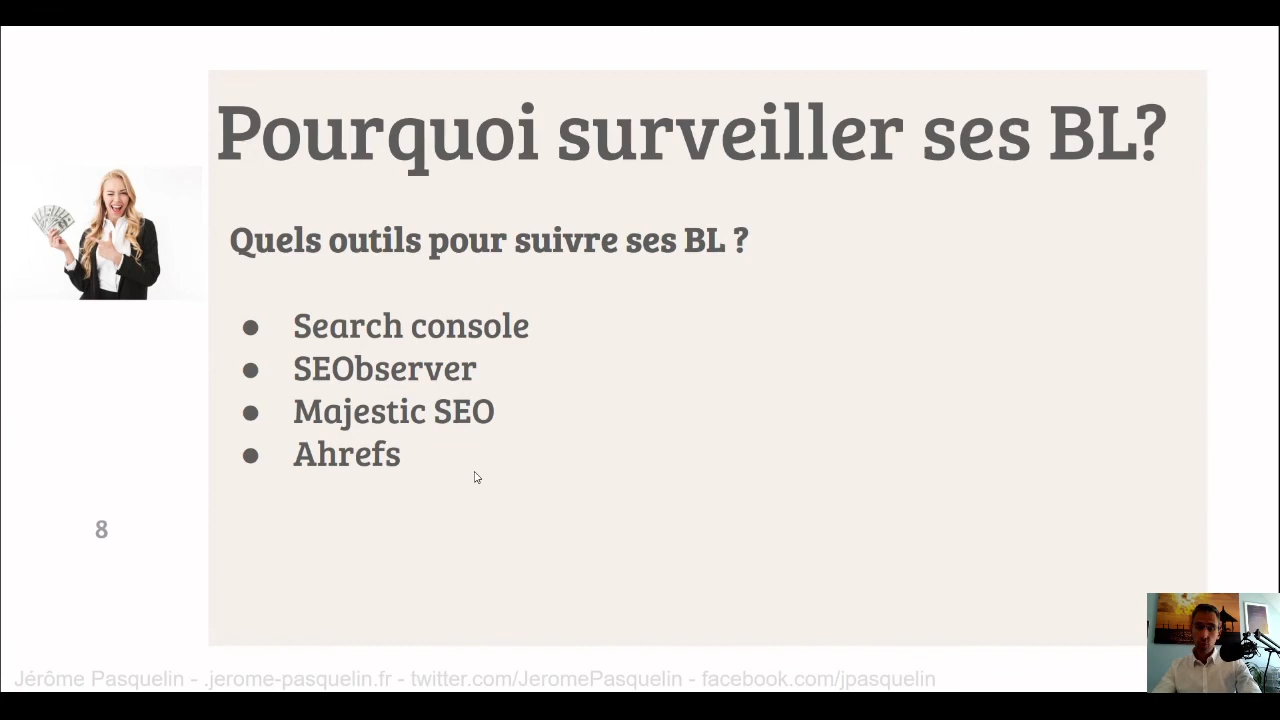 Pourquoi surveiller ses BL?
Quels outils pour suivre ses BL ?
● Search console
● SEObserver
● Majestic SEO
● Ahrefs
8
Jérôme Pasquelin - .jerome-pasquelin.fr - twitter.com/JeromePasquelin - facebook.com/jpasquelin